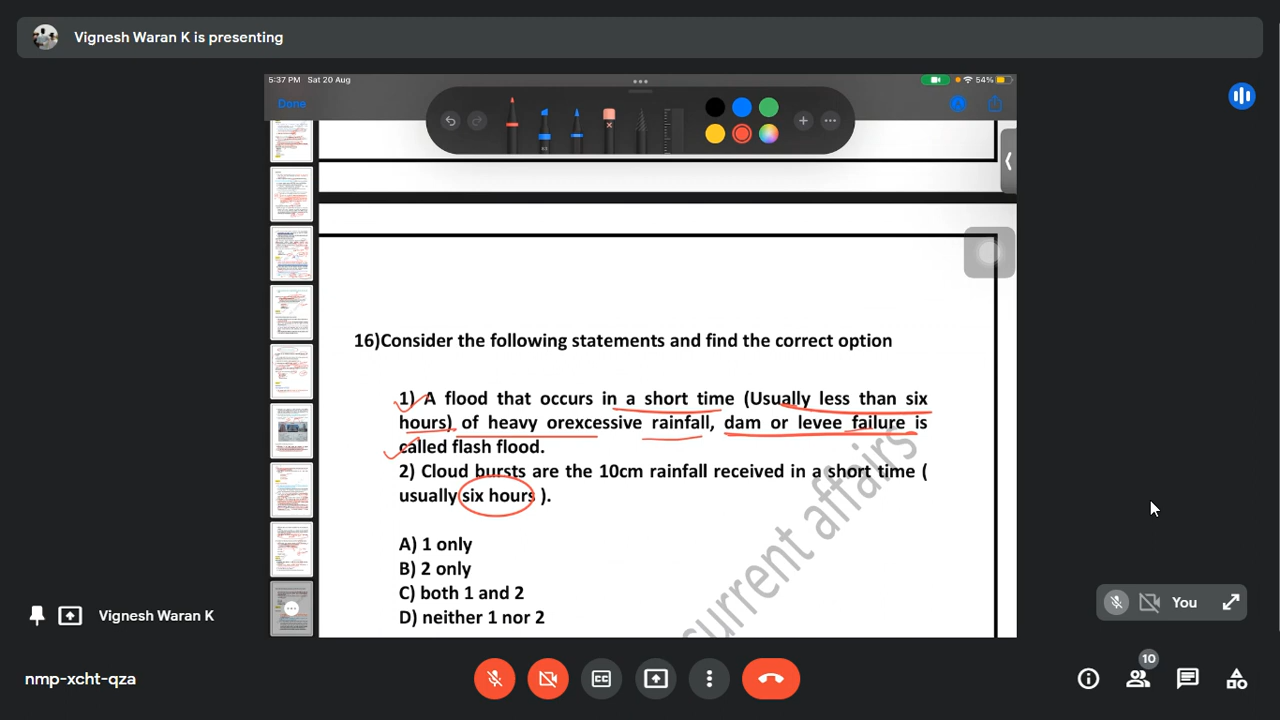 Vignesh Waran K is presenting
5:37 PM Sat 20 Aug
54%
Done
16)Consider the following statements and find the correct option
1) A flood that occurs in a short time (Usually less than six
hours) of heavy orexcessive rainfall, dam or levee failure is
called flash flood.
2) Cloud bursts are the 10cm rainfall received in a short time (
usually six hours ).
A) 1 only
B) 2 only
C) both 1 and 2
D) neither 1 nor 2
current affairs
Vignesh Waran K
You
nmp-xcht-qza
10